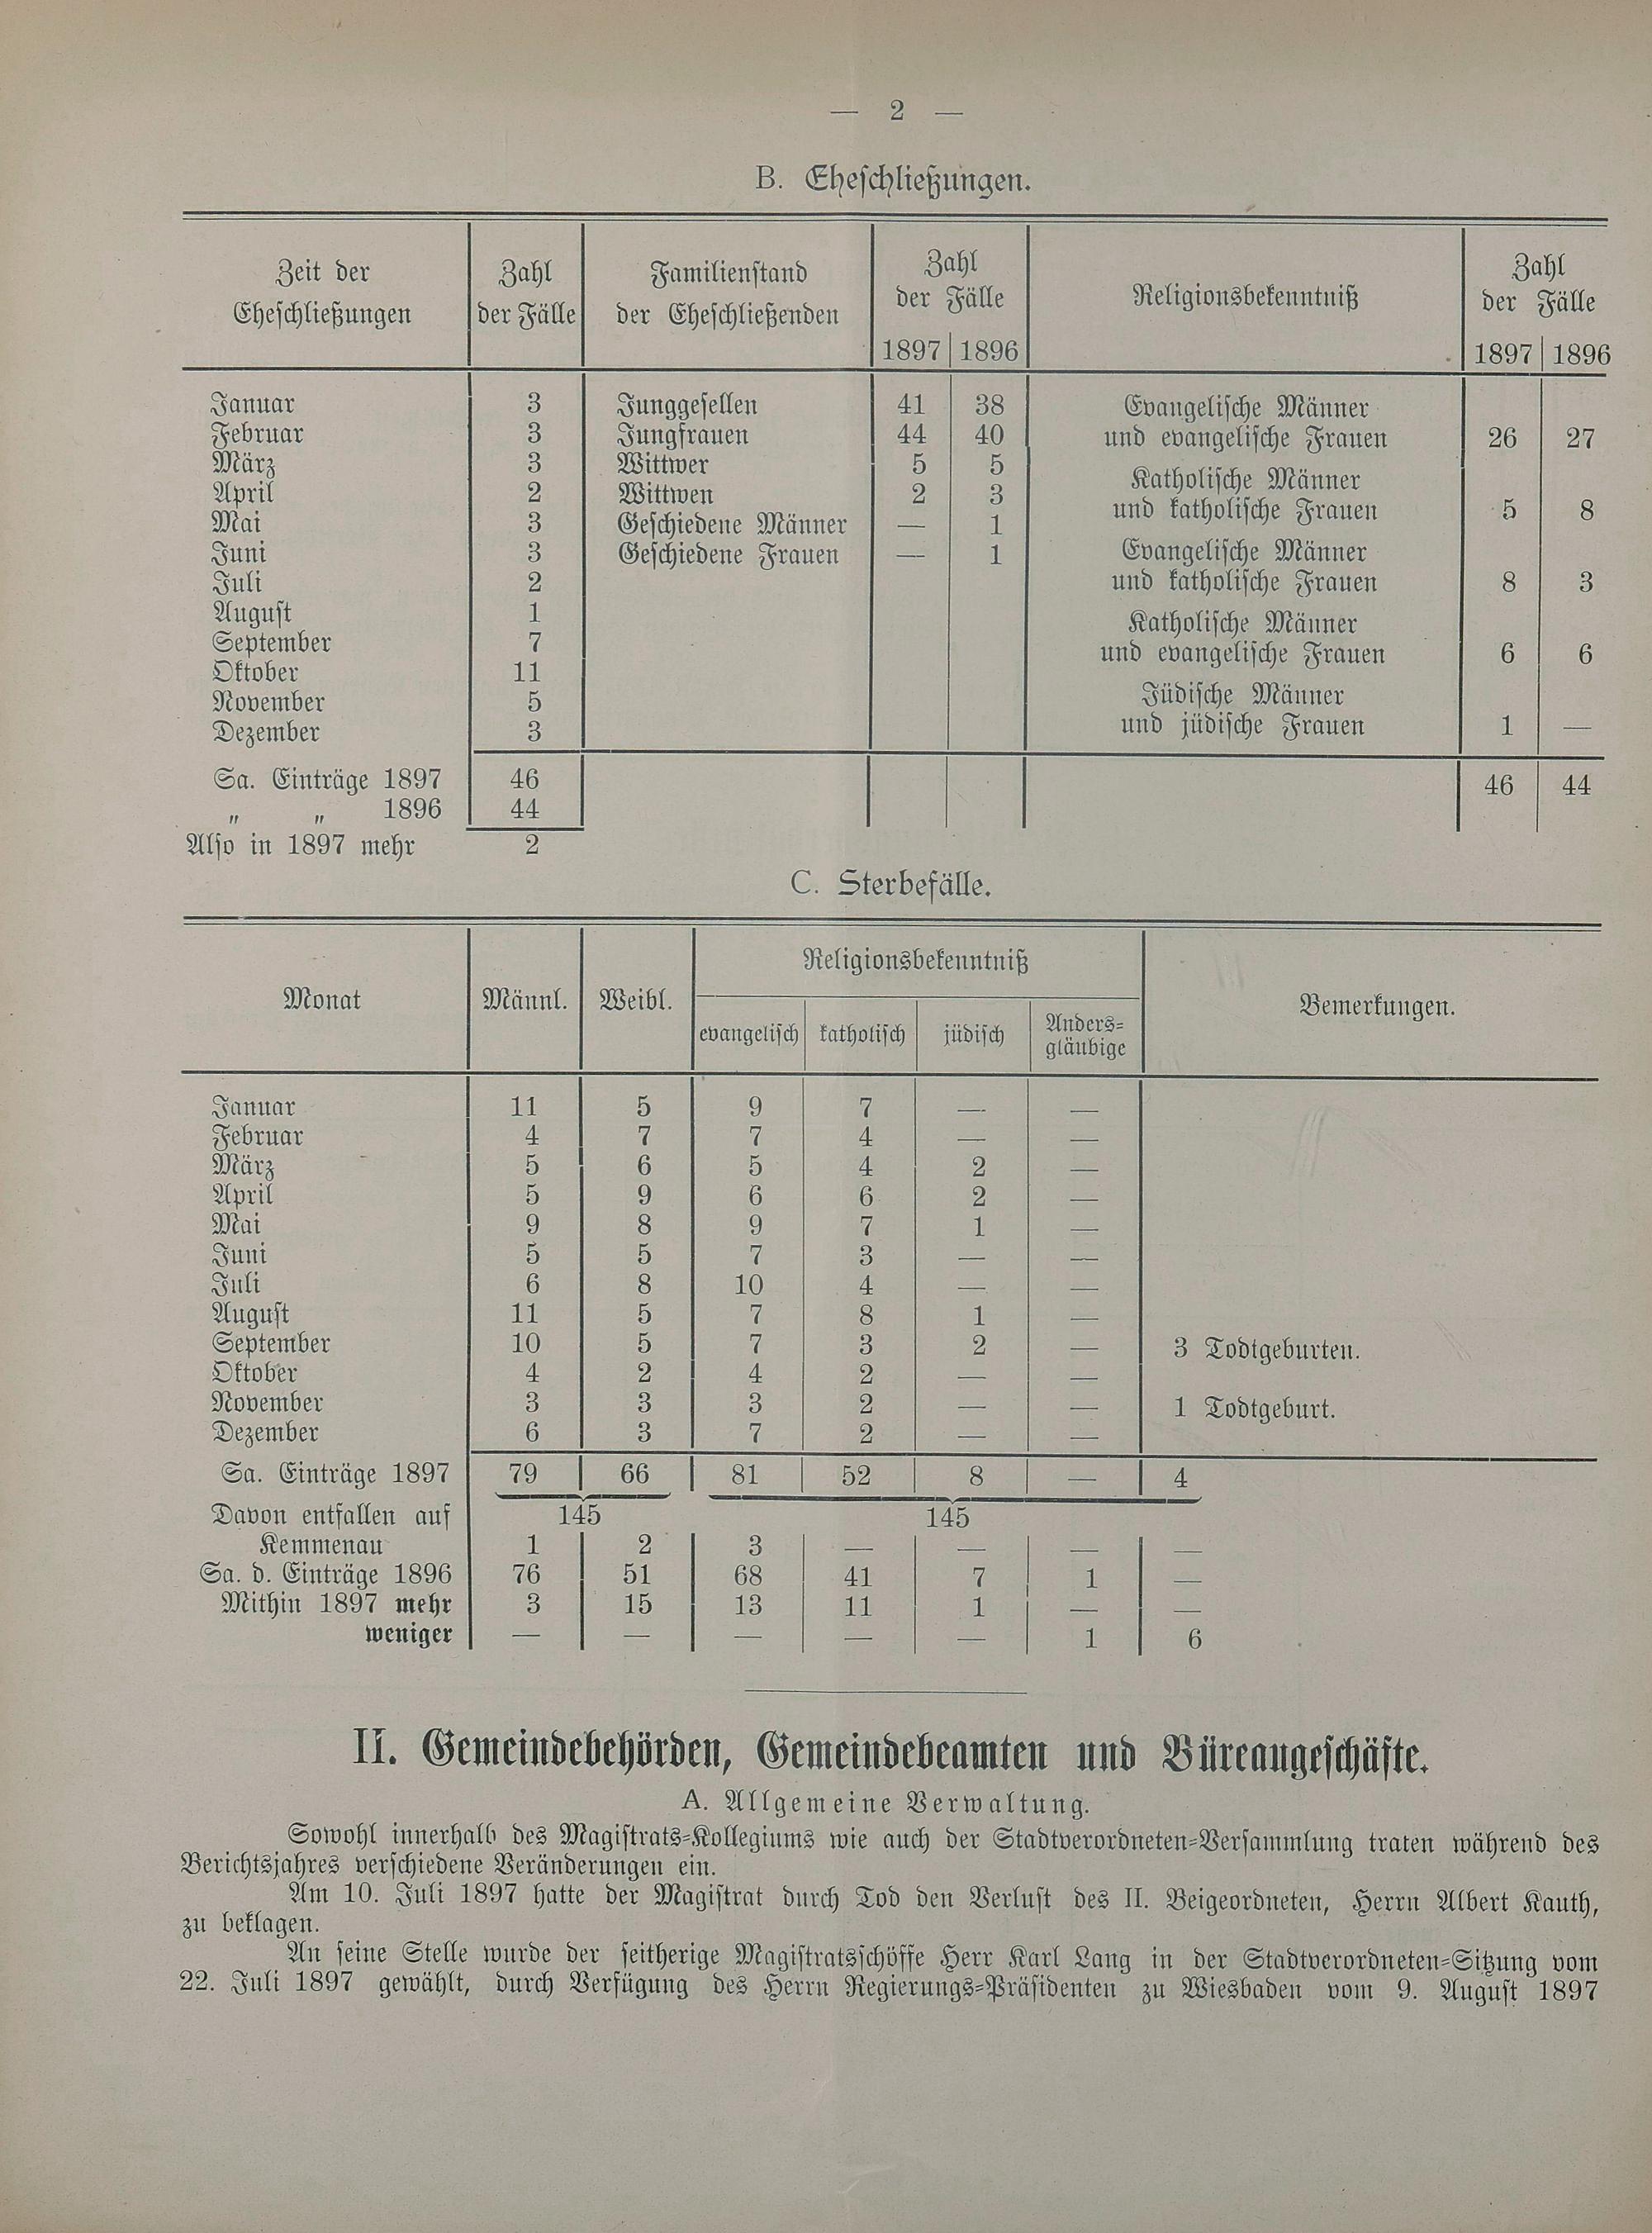 — 2 —
B. Eheschließungen.
Zeit der Eheschließungen | Zahl der Fälle | Familienstand der Eheschließenden | Zahl der Fälle 1897 | 1896 | Religionsbekenntniß | Zahl der Fälle 1897 | 1896
Januar 3 Junggesellen 41 38 Evangelische Männer
Februar 3 Jungfrauen 44 40 und evangelische Frauen 26 27
März 3 Wittwer 5 5 Katholische Männer
April 2 Wittwen 2 3 und katholische Frauen 5 8
Mai 3 Geschiedene Männer — 1
Juni 3 Geschiedene Frauen — 1 Evangelische Männer
Juli 2 und katholische Frauen 8 3
August 1 Katholische Männer
September 7 und evangelische Frauen 6 6
Oktober 11
November 5 Jüdische Männer
Dezember 3 und jüdische Frauen 1 —
Sa. Einträge 1897 46 46 44
„ „ 1896 44
Also in 1897 mehr 2
C. Sterbefälle.
Monat | Männl. | Weibl. | Religionsbekenntniß | Bemerkungen.
evangelisch | katholisch | jüdisch | Anders-
gläubige
Januar 11 5 9 7 — —
Februar 4 7 7 4 — —
März 5 6 5 4 2 —
April 5 9 6 6 2 —
Mai 9 8 9 7 1 —
Juni 5 5 7 3 — —
Juli 6 8 10 4 — —
August 11 5 7 8 1 —
September 10 5 7 3 2 — 3 Todtgeburten.
Oktober 4 2 4 2 — —
November 3 3 3 2 — — 1 Todtgeburt.
Dezember 6 3 7 2 — —
Sa. Einträge 1897 79 66 81 52 8 — 4
Davon entfallen auf 145 145
Kemmenau 1 2 3 — — — —
Sa. d. Einträge 1896 76 51 68 41 7 1 —
Mithin 1897 mehr 3 15 13 11 1 — —
weniger — — — — — 1 6
II. Gemeindebehörden, Gemeindebeamten und Büreaugeschäfte.
A. Allgemeine Verwaltung.
Sowohl innerhalb des Magistrats-Kollegiums wie auch der Stadtverordneten-Versammlung traten während des
Berichtsjahres verschiedene Veränderungen ein.
Am 10. Juli 1897 hatte der Magistrat durch Tod den Verlust des II. Beigeordneten, Herrn Albert Kauth,
zu beklagen.
An seine Stelle wurde der seitherige Magistratsschöffe Herr Karl Lang in der Stadtverordneten-Sitzung vom
22. Juli 1897 gewählt, durch Verfügung des Herrn Regierungs-Präsidenten zu Wiesbaden vom 9. August 1897